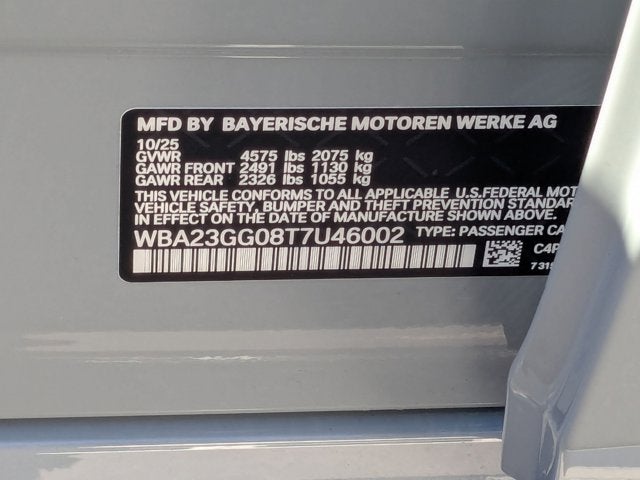 MFD BY BAYERISCHE MOTOREN WERKE AG
10/25
GVWR 4575 lbs 2075 kg
GAWR FRONT 2491 lbs 1130 kg
GAWR REAR 2326 lbs 1055 kg
THIS VEHICLE CONFORMS TO ALL APPLICABLE U.S.FEDERAL MOT
VEHICLE SAFETY, BUMPER AND THEFT PREVENTION STANDAR
IN EFFECT ON THE DATE OF MANUFACTURE SHOWN ABOVE.
WBA23GG08T7U46002 TYPE: PASSENGER CA
C4P
7315